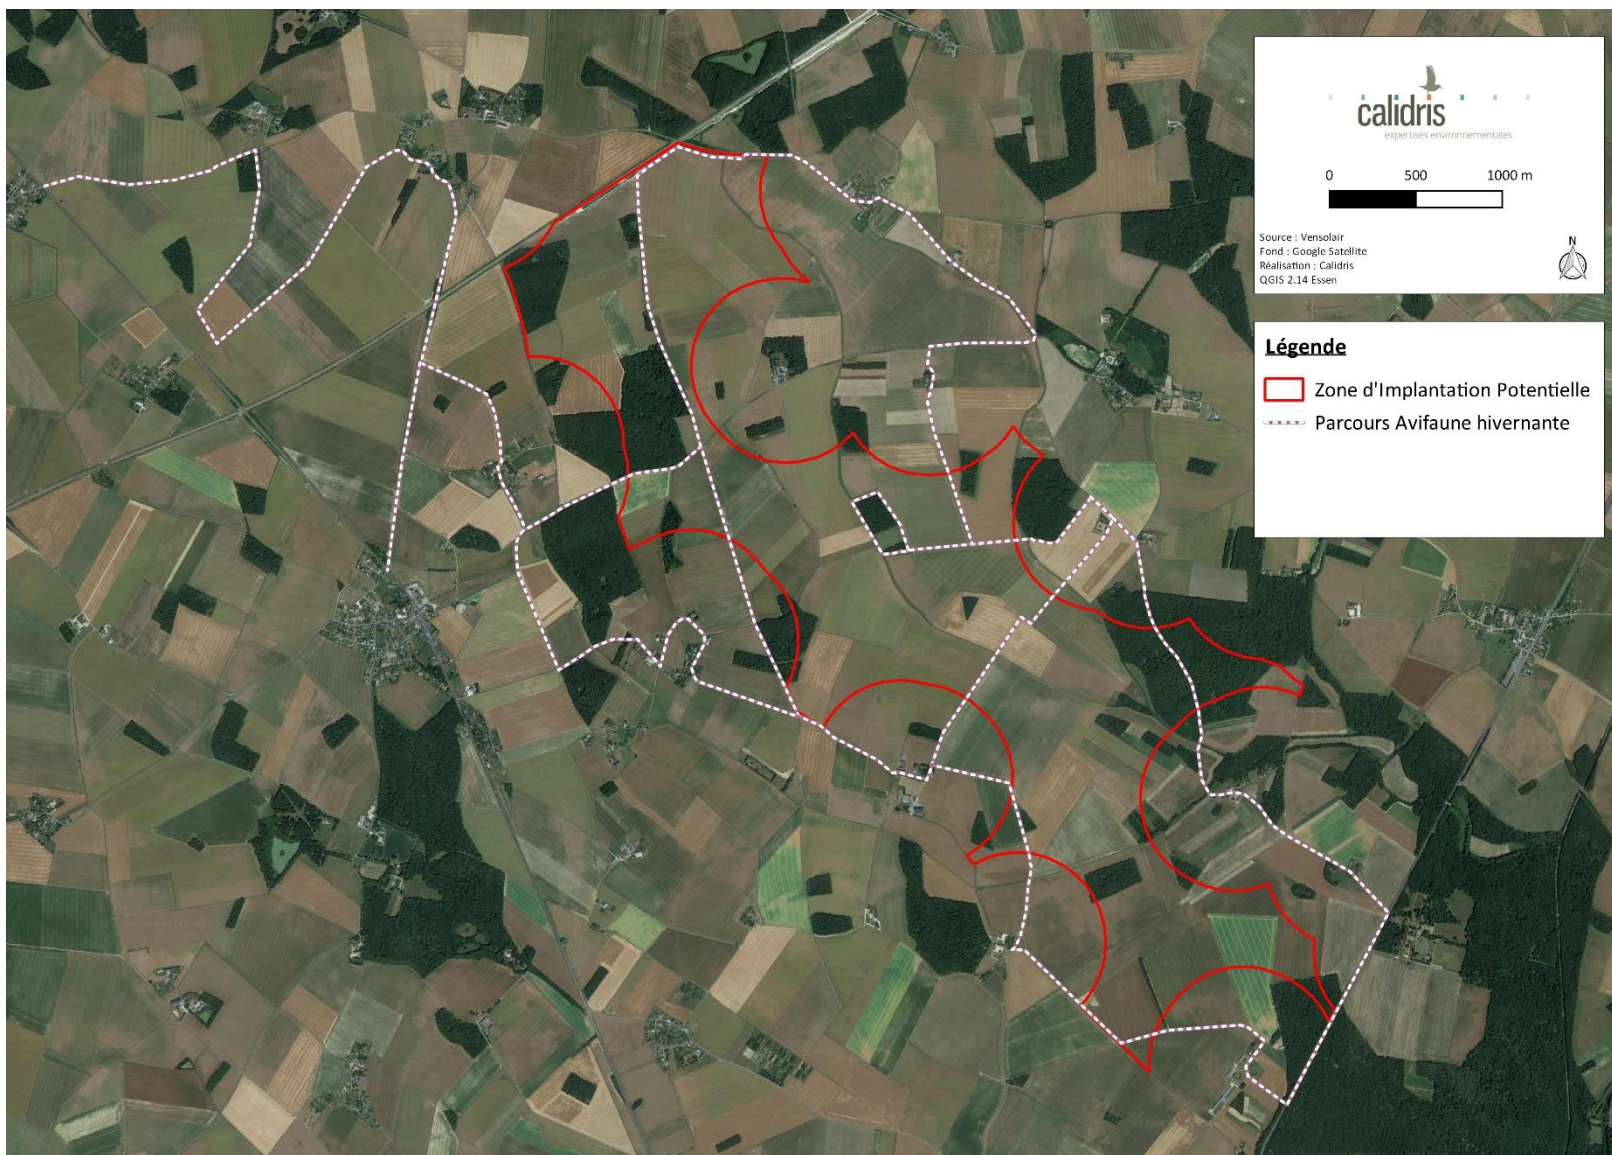 calidris
expertises environnementales
0 500 1000 m
Source : Vensolair
Fond : Google Satellite
Réalisation : Calidris
QGIS 2.14 Essen
N
Légende
Zone d'Implantation Potentielle
Parcours Avifaune hivernante